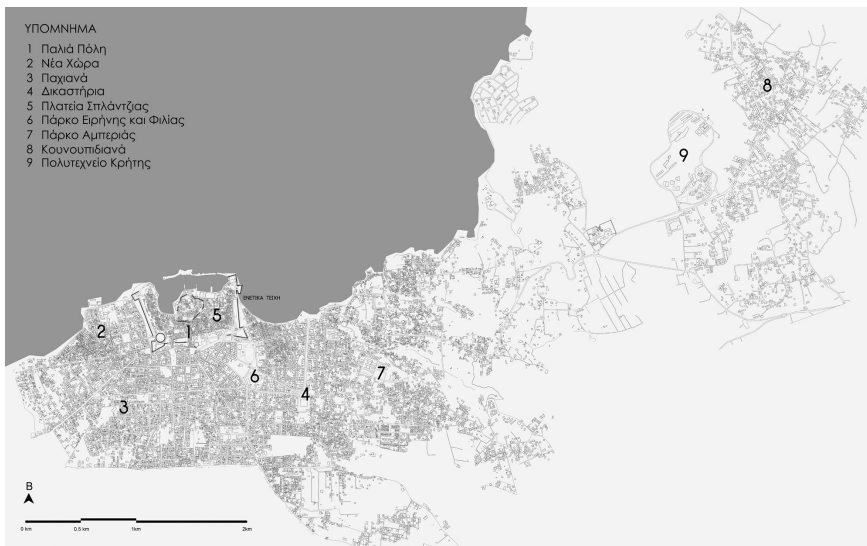 ΥΠΟΜΝΗΜΑ
1 Παλιά Πόλη
2 Νέα Χώρα
3 Παχιανά
4 Δικαστήρια
5 Πλατεία Σπλάντζιας
6 Πάρκο Ειρήνης και Φιλίας
7 Πάρκο Αμπεριάς
8 Κουνουπιδιανά
9 Πολυτεχνείο Κρήτης
8
9
ΕΝΕΤΙΚΑ ΤΕΙΧΗ
5
2
1
6
7
4
3
Β
0 km
0.5 km
1km
2km